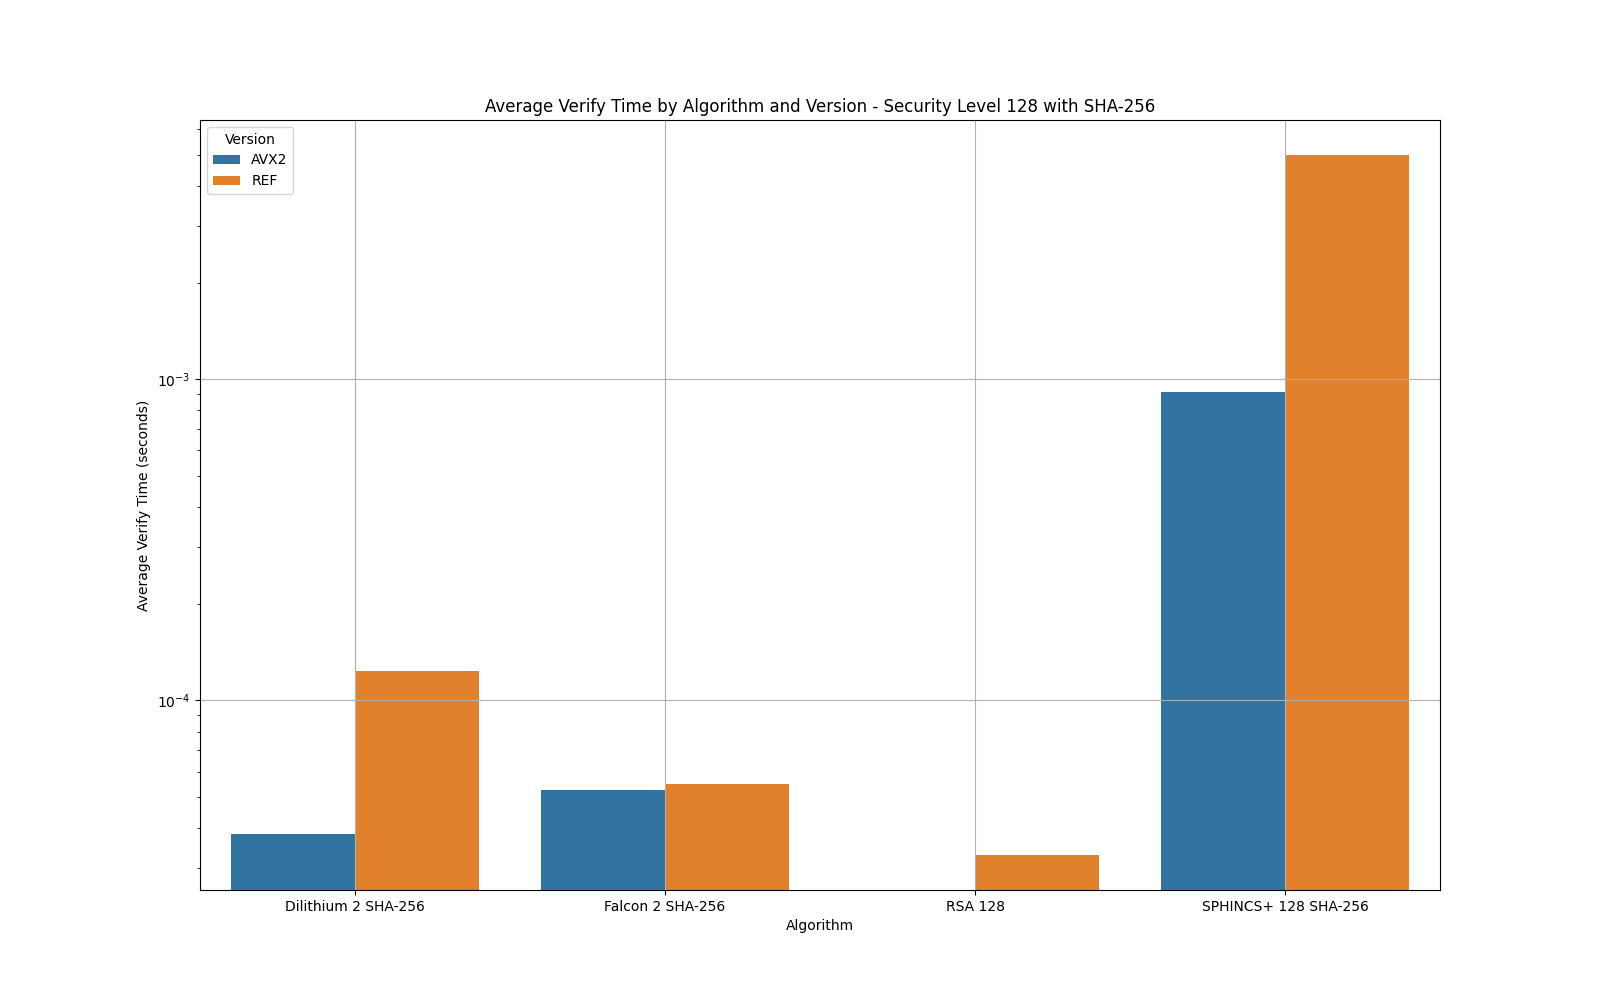 Average Verify Time by Algorithm and Version - Security Level 128 with SHA-256
Version
AVX2
REF
Average Verify Time (seconds)
10⁻³
10⁻⁴
Dilithium 2 SHA-256
Falcon 2 SHA-256
RSA 128
SPHINCS+ 128 SHA-256
Algorithm